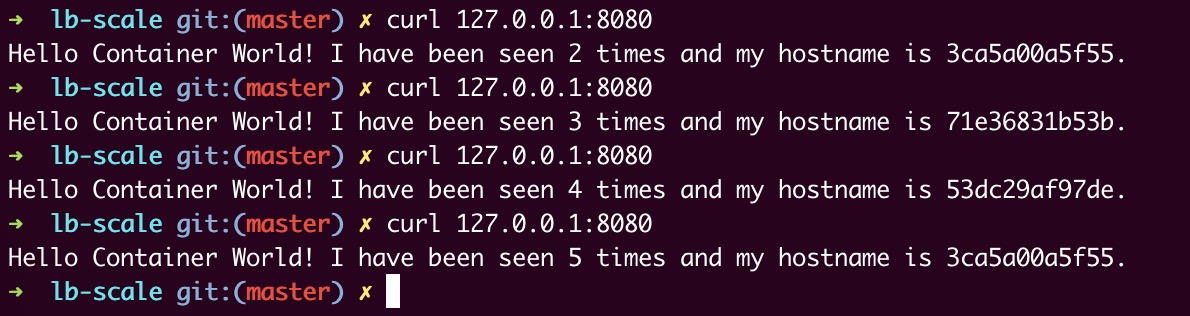 ➜  lb-scale git:(master) ✗ curl 127.0.0.1:8080
Hello Container World! I have been seen 2 times and my hostname is 3ca5a00a5f55.
➜  lb-scale git:(master) ✗ curl 127.0.0.1:8080
Hello Container World! I have been seen 3 times and my hostname is 71e36831b53b.
➜  lb-scale git:(master) ✗ curl 127.0.0.1:8080
Hello Container World! I have been seen 4 times and my hostname is 53dc29af97de.
➜  lb-scale git:(master) ✗ curl 127.0.0.1:8080
Hello Container World! I have been seen 5 times and my hostname is 3ca5a00a5f55.
➜  lb-scale git:(master) ✗